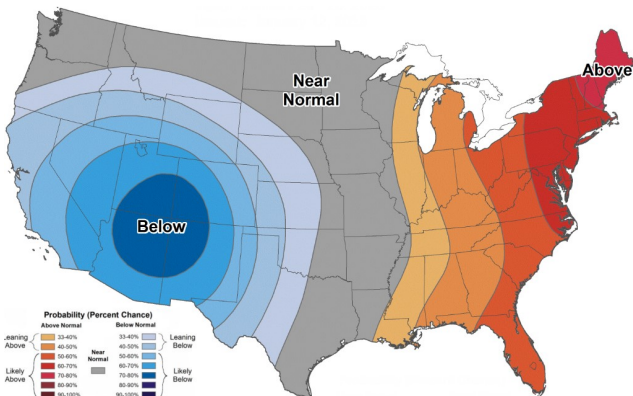 Above
Near
Normal
Below
Probability (Percent Chance)
Above Normal Below Normal
Leaning
Above
33-40% 33-40%
40-50% 40-50%
Leaning
Below
Likely
Above
50-60% 50-60%
60-70% 60-70%
70-80% 70-80%
80-90% 80-90%
90-100% 90-100%
Near
Normal
Likely
Below